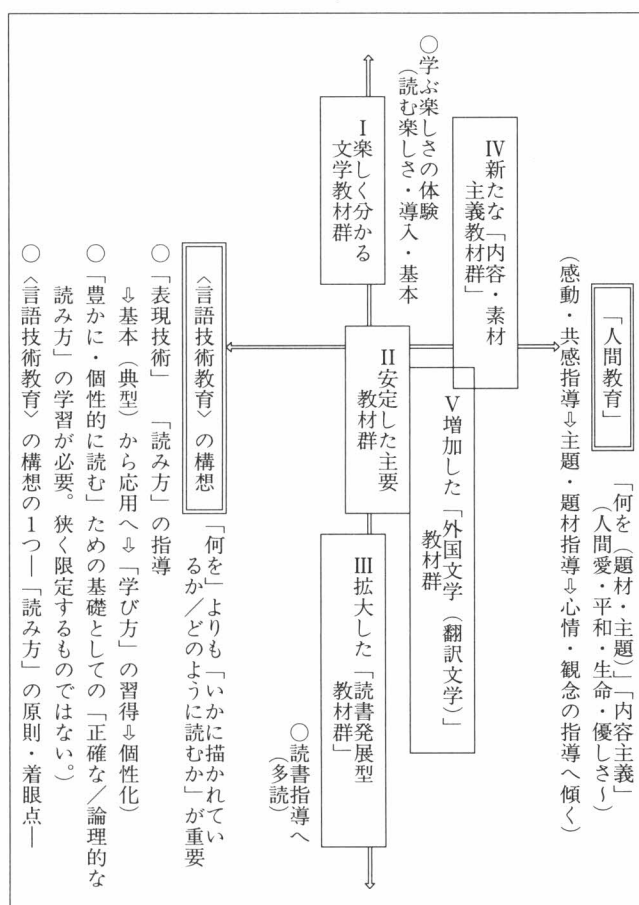 「人間教育」
「何を（題材・主題）」「内容主義」
（人間愛・平和・生命・優しさ〜）
（感動・共感指導⇨主題・題材指導⇨心情・観念の指導へ傾く）
Ⅳ新たな「内容・素材
主義教材群」
Ⅴ増加した「外国文学（翻訳文学）」
教材群
○学ぶ楽しさの体験
（読む楽しさ・導入・基本
Ⅰ楽しく分かる
文学教材群
Ⅱ安定した主要
教材群
Ⅲ拡大した「読書発展型
教材群」
○読書指導へ
（多読）
〈言語技術教育〉の構想
「何を」よりも「いかに描かれてい
るか／どのように読むか」が重要
○「表現技術」「読み方」の指導
⇨基本（典型）から応用へ⇨「学び方」の習得⇨個性化）
○「豊かに・個性的に読む」ための基礎としての「正確な／論理的な
読み方」の学習が必要。狭く限定するものではない。）
○〈言語技術教育〉の構想の1つ―「読み方」の原則・着眼点―